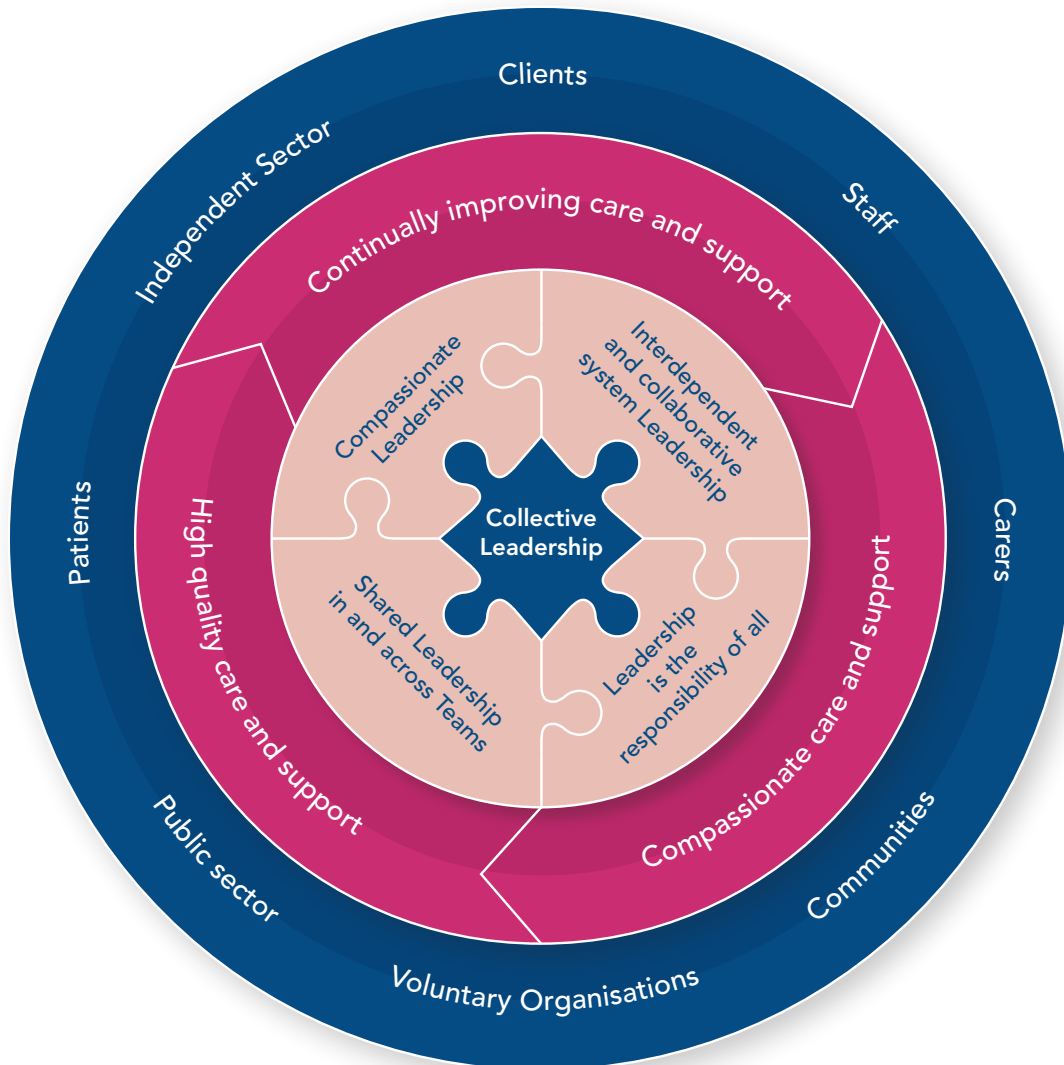 Clients
Staff
Carers
Communities
Voluntary Organisations
Public sector
Patients
Independent Sector
Continually improving care and support
Compassionate care and support
High quality care and support
Compassionate
Leadership
Interdependent
and collaborative
system Leadership
Leadership
is the
responsibility of all
Shared Leadership
in and across Teams
Collective
Leadership